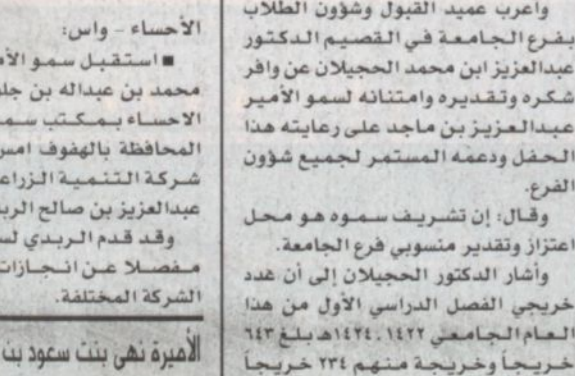 وأعرب عميد القبول وشؤون الطلاب
بفرع الجامعة في القصيم الدكتور
عبدالعزيز ابن محمد الحجيلان عن وافر
شكره وتقديره وامتنانه لسمو الأمير
عبدالعزيز بن ماجد على رعايته هذا
الحفل ودعمه المستمر لجميع شؤون
الفرع.
وقال: إن تشريف سموه هو محل
اعتزاز وتقدير منسوبي فرع الجامعة.
وأشار الدكتور الحجيلان إلى أن عدد
خريجي الفصل الدراسي الأول من هذا
العام الجامعي ١٤٢٢ ـ ١٤٢٤هـ بلغ ٦٤٣
خريجاً وخريجة منهم ٢٣٤ خريجاً
الأحساء - واس:
■ استقبل سمو الأ
محمد بن عبداله بن جل
الاحساء بمكتب سم
المحافظة بالهفوف امس
شركة التنمية الزراع
عبدالعزيز بن صالح الرب
وقد قدم الربدي لس
مفصلا عن انجازات
الشركة المختلفة.
الأميرة نهى بنت سعود بن